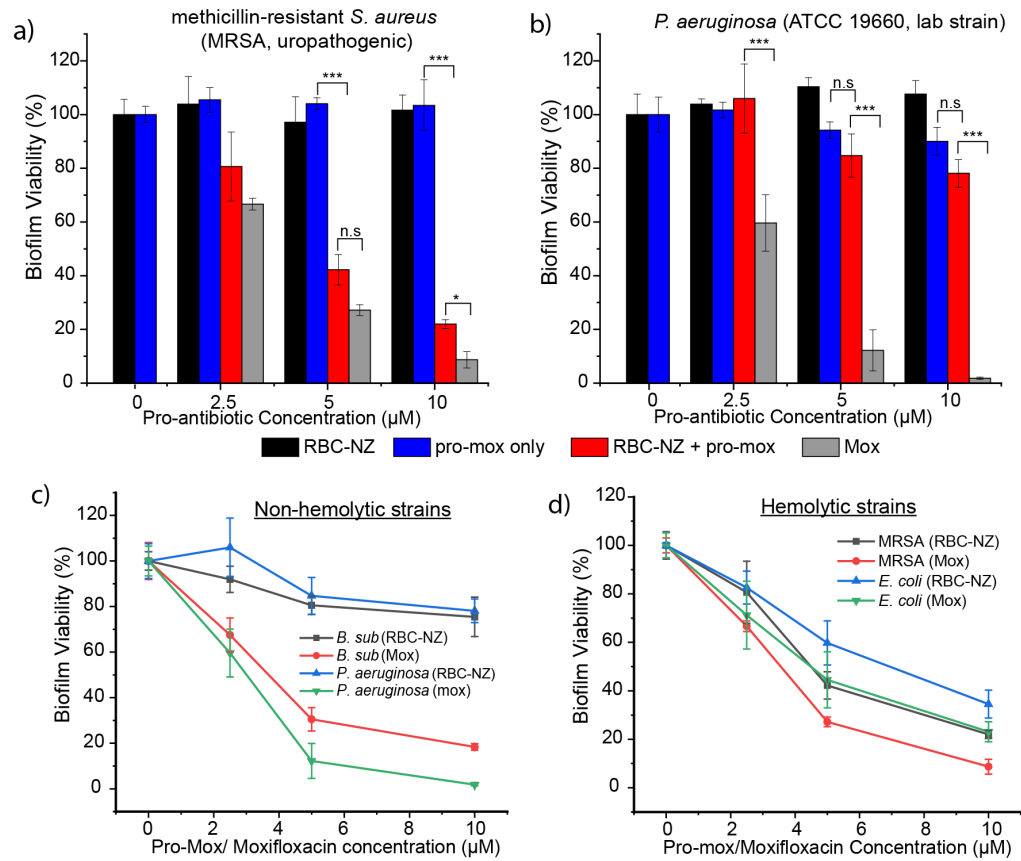 a)
methicillin-resistant S. aureus
(MRSA, uropathogenic)
120
100
80
60
40
20
0
Biofilm Viability (%)
***
***
n.s
*
0
2.5
5
10
Pro-antibiotic Concentration (μM)
b)
P. aeruginosa (ATCC 19660, lab strain)
120
100
80
60
40
20
0
Biofilm Viability (%)
***
n.s
***
n.s
***
0
2.5
5
10
Pro-antibiotic Concentration (μM)
RBC-NZ
pro-mox only
RBC-NZ + pro-mox
Mox
c)
Non-hemolytic strains
120
100
80
60
40
20
0
Biofilm Viability (%)
B. sub (RBC-NZ)
B. sub (Mox)
P. aeruginosa (RBC-NZ)
P. aeruginosa (mox)
0
2
4
6
8
10
Pro-Mox/ Moxifloxacin concentration (μM)
d)
Hemolytic strains
120
100
80
60
40
20
0
Biofilm Viability (%)
MRSA (RBC-NZ)
MRSA (Mox)
E. coli (RBC-NZ)
E. coli (Mox)
0
2
4
6
8
10
Pro-mox/Moxifloxacin Concentration (μM)